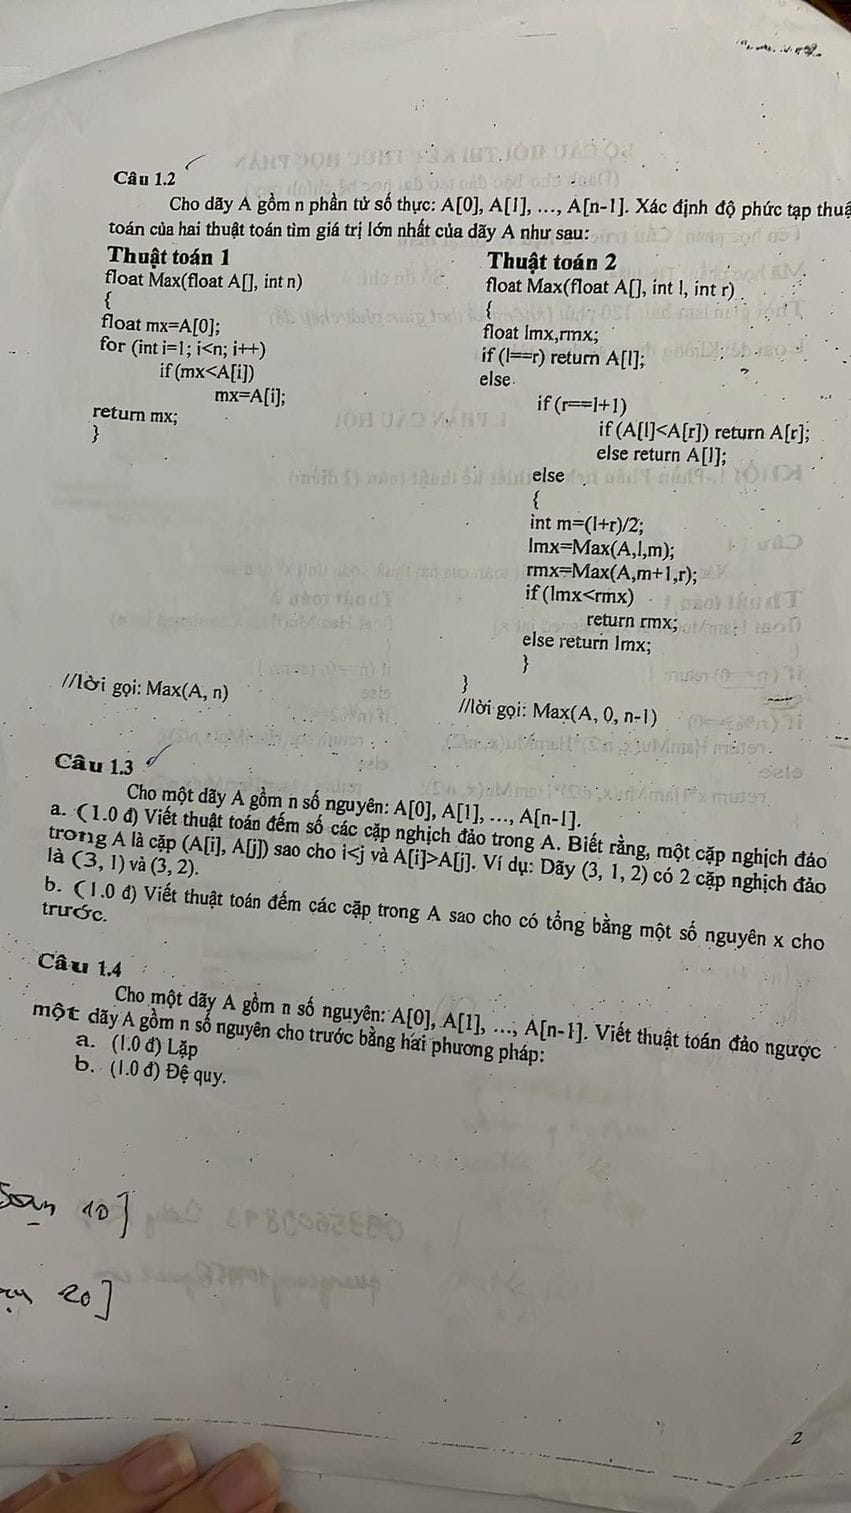 Câu 1.2
Cho dãy A gồm n phần tử số thực: A[0], A[1], ..., A[n-1]. Xác định độ phức tạp thuậ
toán của hai thuật toán tìm giá trị lớn nhất của dãy A như sau:
Thuật toán 1
float Max(float A[], int n)
{
float mx=A[0];
for (int i=1; i<n; i++)
if (mx<A[i])
mx=A[i];
return mx;
}
//lời gọi: Max(A, n)
Thuật toán 2
float Max(float A[], int l, int r)
{
float lmx,rmx;
if (l==r) return A[l];
else
if (r==l+1)
if (A[l]<A[r]) return A[r];
else return A[l];
else
{
int m=(l+r)/2;
lmx=Max(A,l,m);
rmx=Max(A,m+1,r);
if (lmx<rmx)
return rmx;
else return lmx;
}
}
//lời gọi: Max(A, 0, n-1)
Câu 1.3
Cho một dãy A gồm n số nguyên: A[0], A[1], ..., A[n-1].
a. (1.0 đ) Viết thuật toán đếm số các cặp nghịch đảo trong A. Biết rằng, một cặp nghịch đảo
trong A là cặp (A[i], A[j]) sao cho i<j và A[i]>A[j]. Ví dụ: Dãy (3, 1, 2) có 2 cặp nghịch đảo
là (3, 1) và (3, 2).
b. (1.0 đ) Viết thuật toán đếm các cặp trong A sao cho có tổng bằng một số nguyên x cho
trước.
Câu 1.4
Cho một dãy A gồm n số nguyên: A[0], A[1], ..., A[n-1]. Viết thuật toán đảo ngược
một dãy A gồm n số nguyên cho trước bằng hai phương pháp:
a. (1.0 đ) Lặp
b. (1.0 đ) Đệ quy.
10]
20]
2